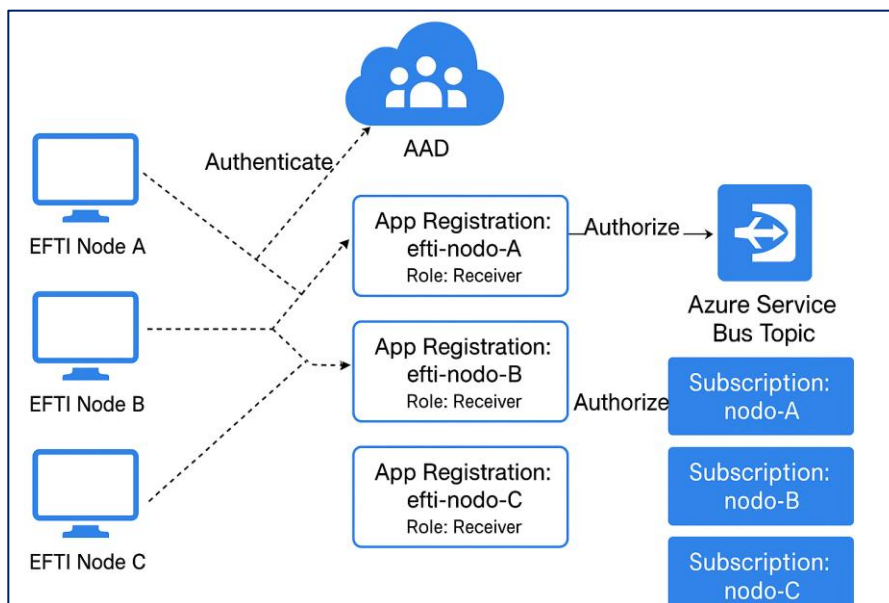 AAD
Authenticate
EFTI Node A
EFTI Node B
EFTI Node C
App Registration:
efti-nodo-A
Role: Receiver
App Registration:
efti-nodo-B
Role: Receiver
App Registration:
efti-nodo-C
Role: Receiver
Authorize
Authorize
Azure Service
Bus Topic
Subscription:
nodo-A
Subscription:
nodo-B
Subscription:
nodo-C